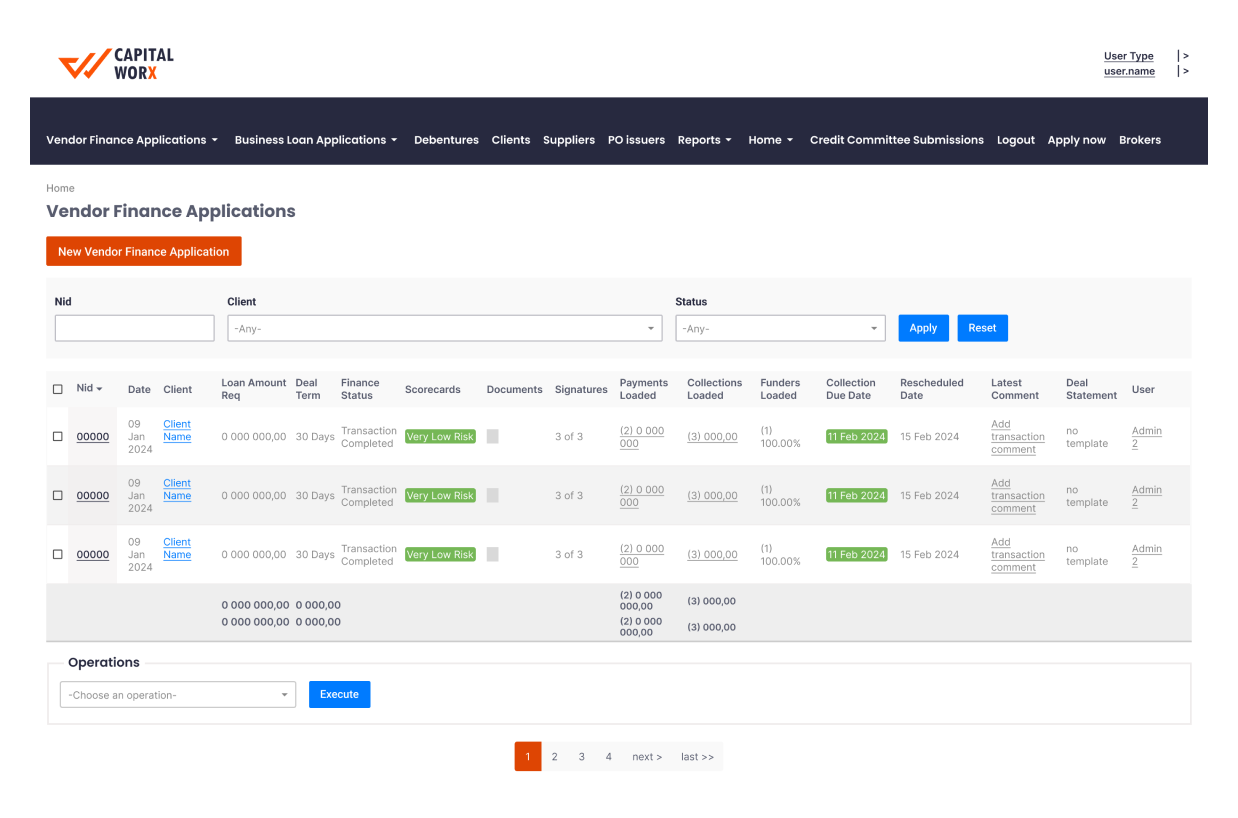 CAPITAL
WORX
User Type |>
user.name |>
Vendor Finance Applications Business Loan Applications Debentures Clients Suppliers PO issuers Reports Home Credit Committee Submissions Logout Apply now Brokers
Home
Vendor Finance Applications
New Vendor Finance Application
Nid Client Status
-Any- -Any- Apply Reset
Nid Date Client Loan Amount Req Deal Term Finance Status Scorecards Documents Signatures Payments Loaded Collections Loaded Funders Loaded Collection Due Date Rescheduled Date Latest Comment Deal Statement User
00000 09 Jan 2024 Client Name 0 000 000,00 30 Days Transaction Completed Very Low Risk 3 of 3 (2) 0 000 000 (3) 000,00 (1) 100.00% 11 Feb 2024 15 Feb 2024 Add transaction comment no template Admin 2
00000 09 Jan 2024 Client Name 0 000 000,00 30 Days Transaction Completed Very Low Risk 3 of 3 (2) 0 000 000 (3) 000,00 (1) 100.00% 11 Feb 2024 15 Feb 2024 Add transaction comment no template Admin 2
00000 09 Jan 2024 Client Name 0 000 000,00 30 Days Transaction Completed Very Low Risk 3 of 3 (2) 0 000 000 (3) 000,00 (1) 100.00% 11 Feb 2024 15 Feb 2024 Add transaction comment no template Admin 2
0 000 000,00 0 000,00 (2) 0 000 000,00 (3) 000,00
0 000 000,00 0 000,00 (2) 0 000 000,00 (3) 000,00
Operations
-Choose an operation- Execute
1 2 3 4 next > last >>